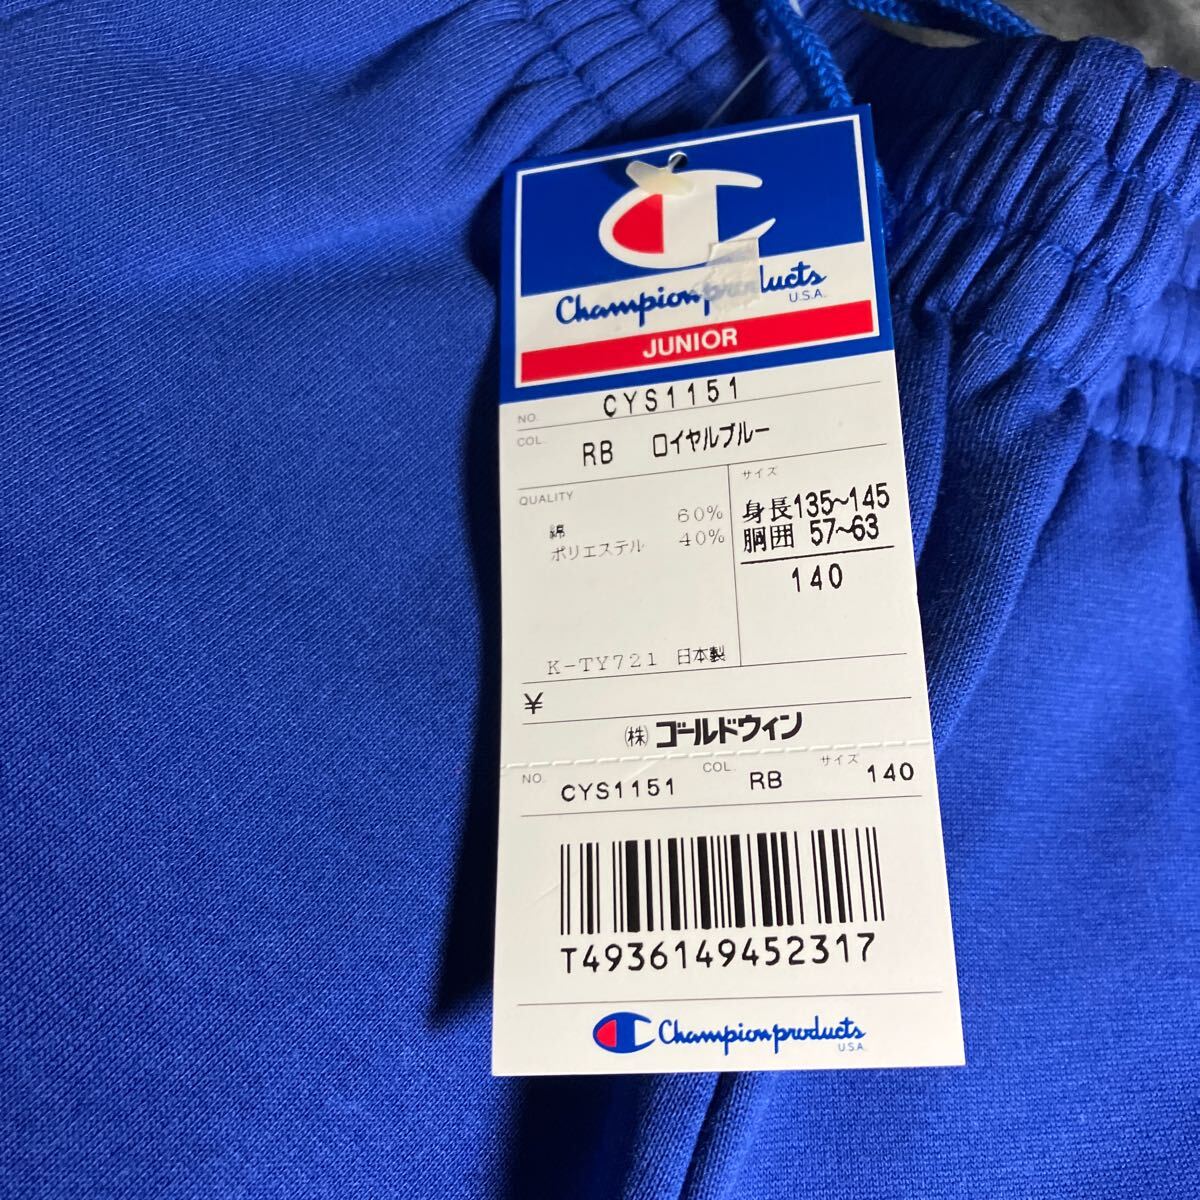 Champion products
U.S.A.
JUNIOR
NO. CYS1151
COL. RB ロイヤルブルー
QUALITY
綿 60%
ポリエステル 40%
K-TY721 日本製
サイズ
身長135~145
胴囲 57~63
140
¥
(株)ゴールドウィン
NO. CYS1151 COL. RB サイズ 140
T4936149452317
Champion products
U.S.A.